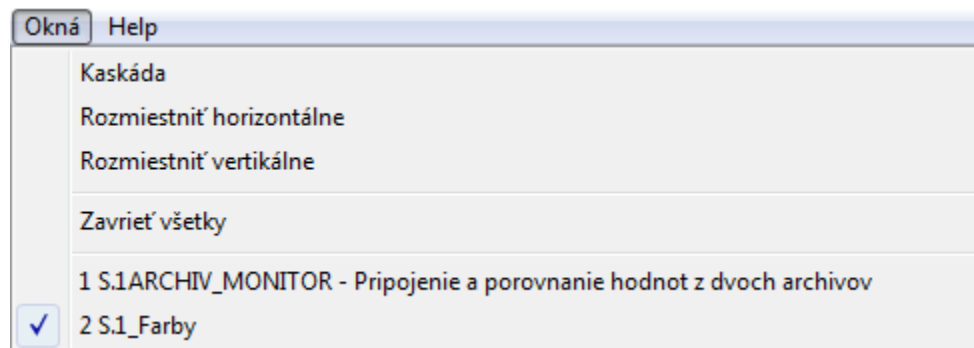 Okná Help
Kaskáda
Rozmiestniť horizontálne
Rozmiestniť vertikálne
Zavrieť všetky
1 S.1ARCHIV_MONITOR - Pripojenie a porovnanie hodnot z dvoch archivov
2 S.1_Farby